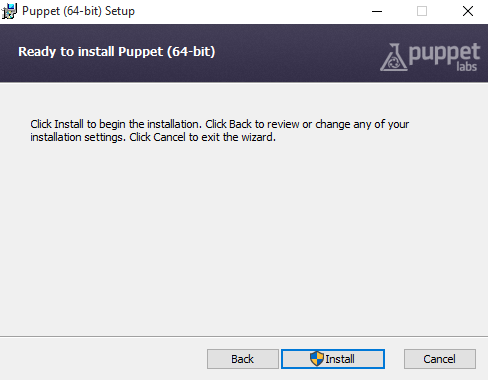 Puppet (64-bit) Setup
Ready to install Puppet (64-bit)
puppet
labs
Click Install to begin the installation. Click Back to review or change any of your
installation settings. Click Cancel to exit the wizard.
Back
Install
Cancel